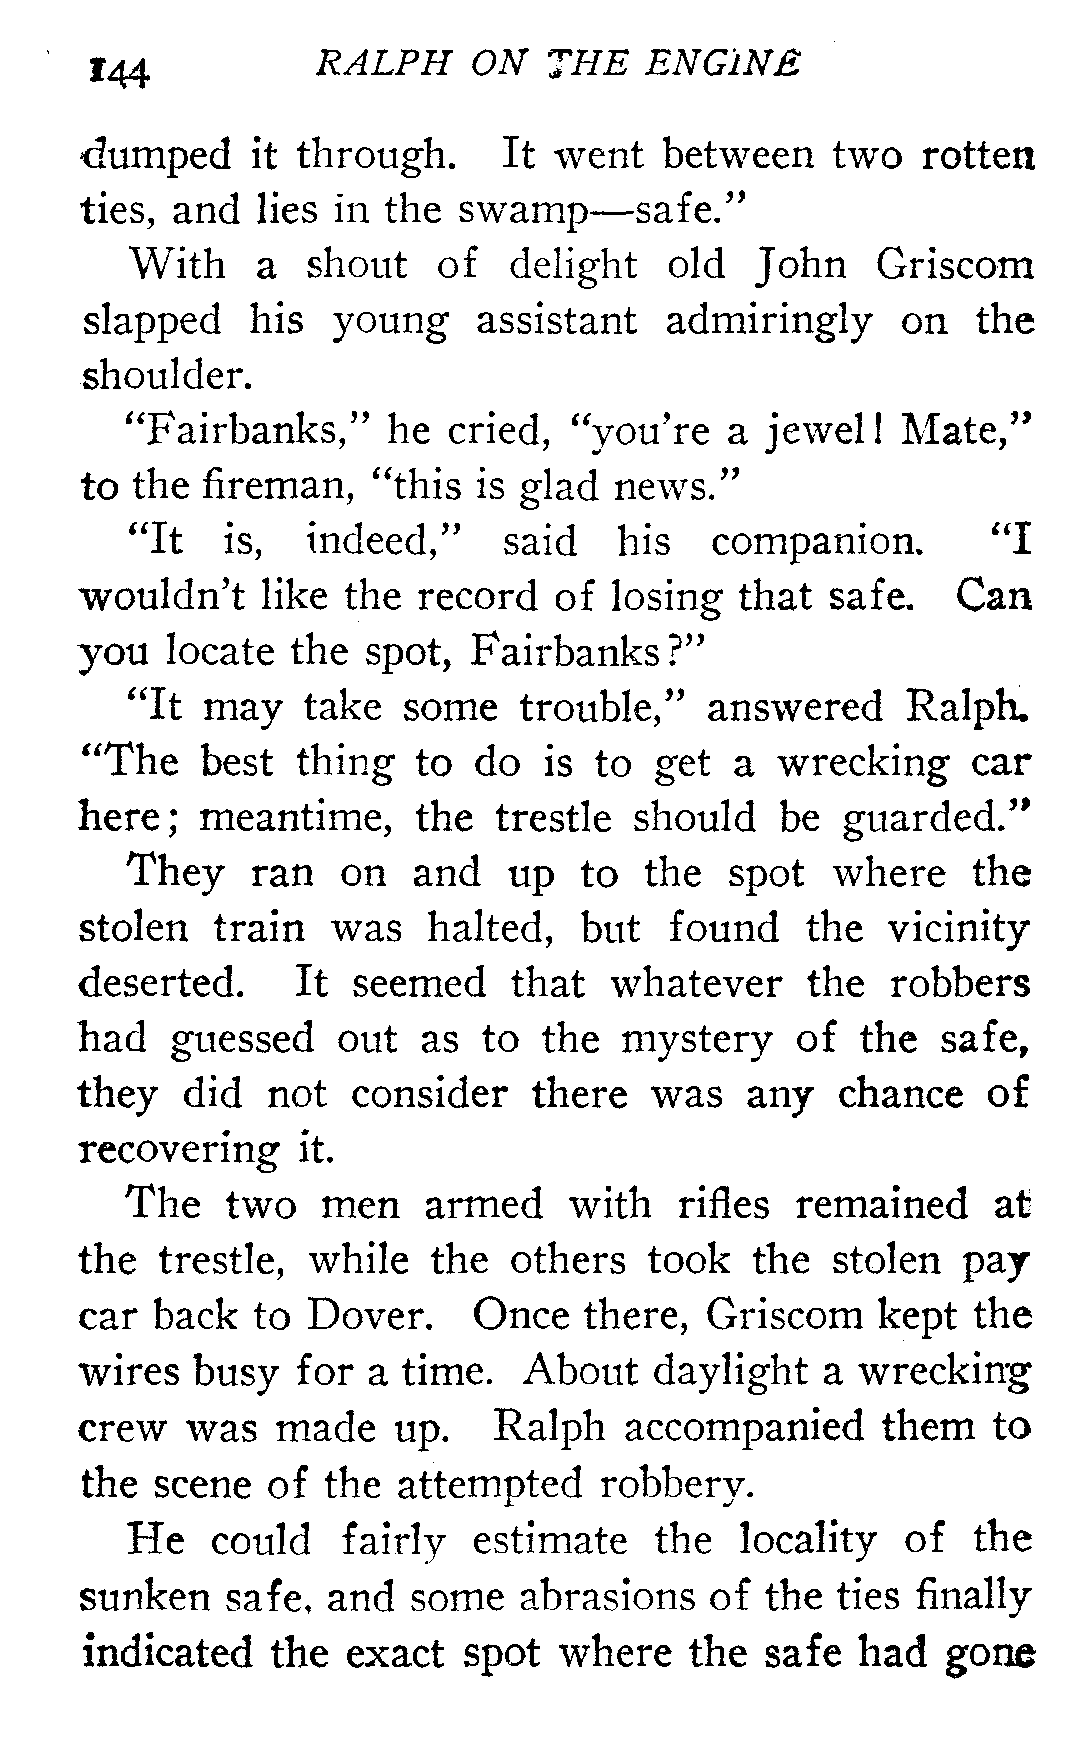 144 RALPH ON THE ENGINE
dumped it through. It went between two rotten
ties, and lies in the swamp—safe."
With a shout of delight old John Griscom
slapped his young assistant admiringly on the
shoulder.
"Fairbanks," he cried, "you're a jewel! Mate,"
to the fireman, "this is glad news."
"It is, indeed," said his companion. "I
wouldn't like the record of losing that safe. Can
you locate the spot, Fairbanks?"
"It may take some trouble," answered Ralph.
"The best thing to do is to get a wrecking car
here; meantime, the trestle should be guarded."
They ran on and up to the spot where the
stolen train was halted, but found the vicinity
deserted. It seemed that whatever the robbers
had guessed out as to the mystery of the safe,
they did not consider there was any chance of
recovering it.
The two men armed with rifles remained at
the trestle, while the others took the stolen pay
car back to Dover. Once there, Griscom kept the
wires busy for a time. About daylight a wrecking
crew was made up. Ralph accompanied them to
the scene of the attempted robbery.
He could fairly estimate the locality of the
sunken safe, and some abrasions of the ties finally
indicated the exact spot where the safe had gone